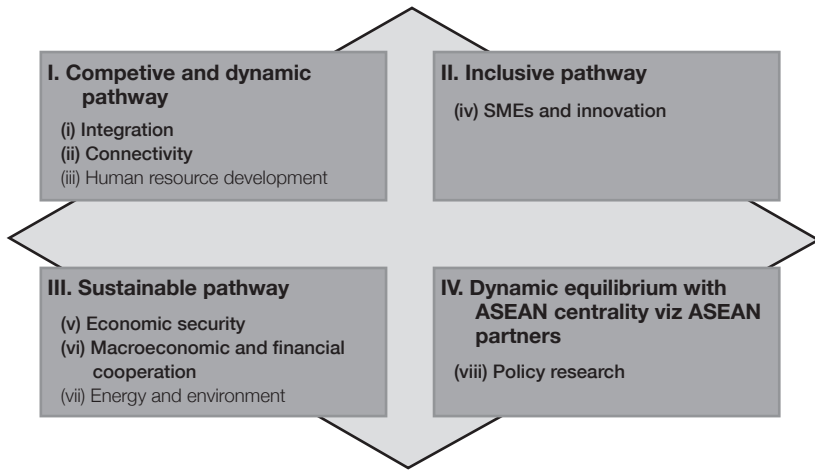 I. Competive and dynamic
pathway
(i) Integration
(ii) Connectivity
(iii) Human resource development
II. Inclusive pathway
(iv) SMEs and innovation
III. Sustainable pathway
(v) Economic security
(vi) Macroeconomic and financial
cooperation
(vii) Energy and environment
IV. Dynamic equilibrium with
ASEAN centrality viz ASEAN
partners
(viii) Policy research